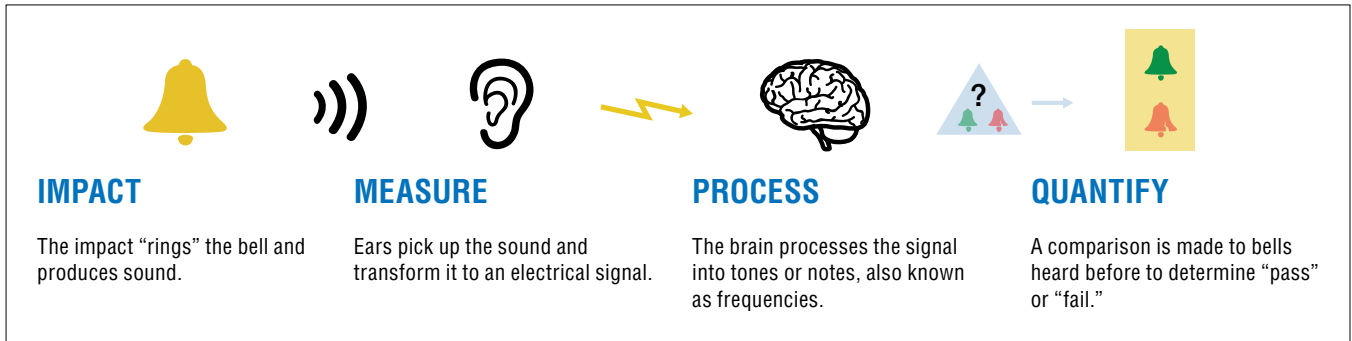 ?
IMPACT
The impact “rings” the bell and
produces sound.
MEASURE
Ears pick up the sound and
transform it to an electrical signal.
PROCESS
The brain processes the signal
into tones or notes, also known
as frequencies.
QUANTIFY
A comparison is made to bells
heard before to determine “pass”
or “fail.”